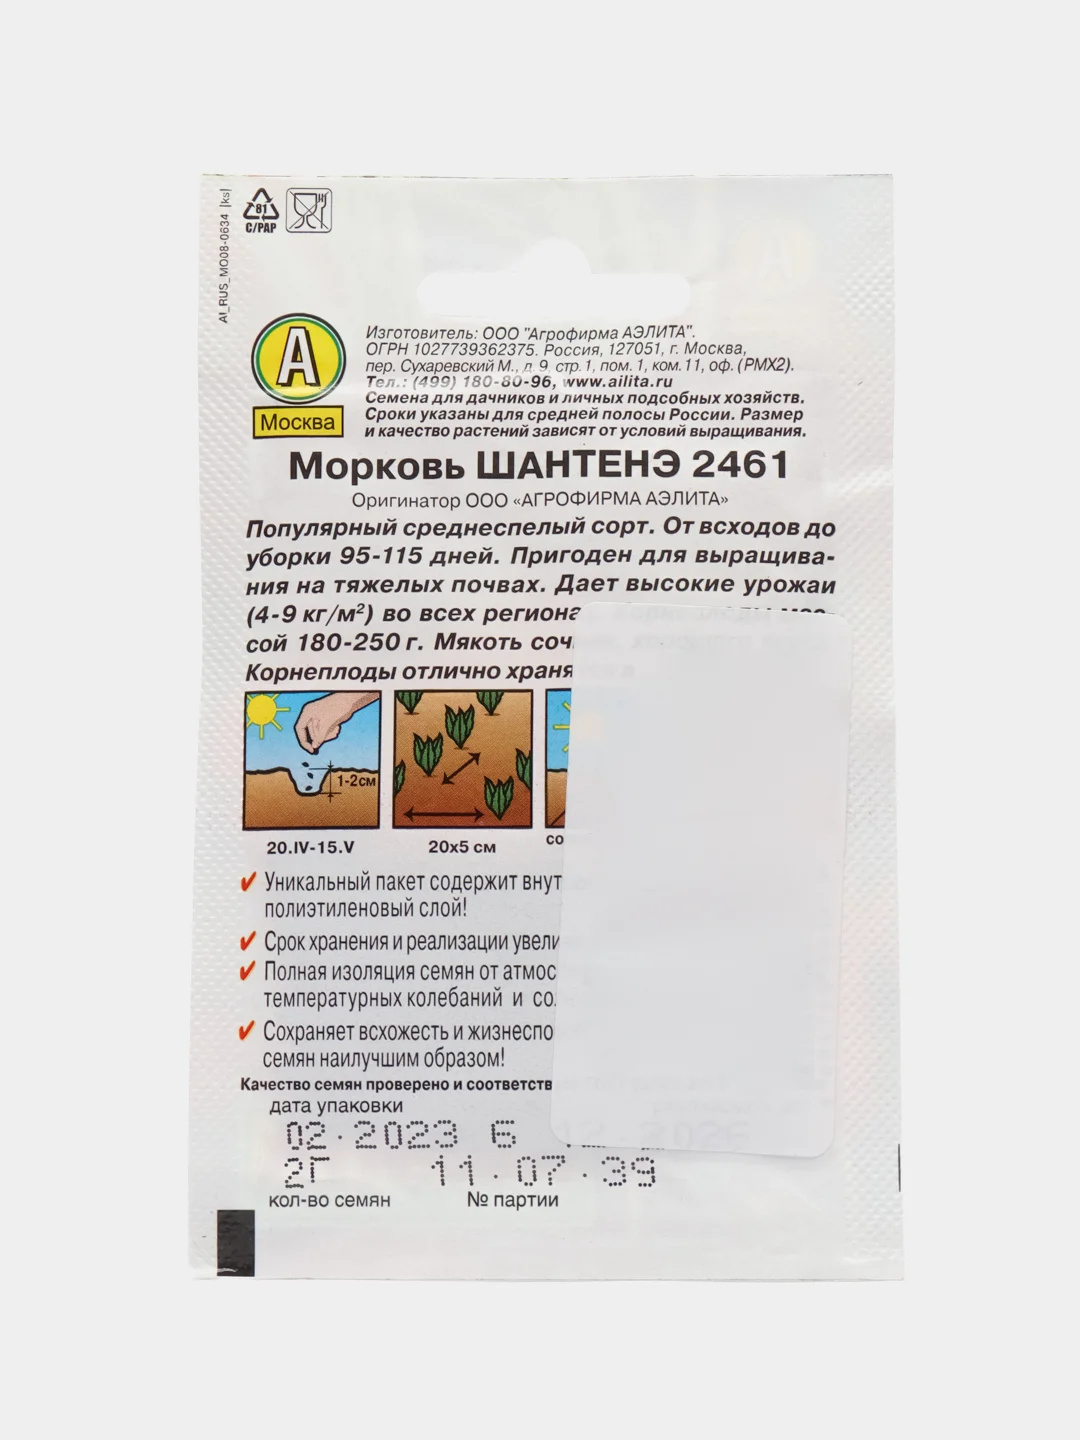 81
C/PAP
AI_RUS_MO08-0634 |ks|
А
Москва
Изготовитель: ООО "Агрофирма АЭЛИТА".
ОГРН 1027739362375. Россия, 127051, г. Москва,
пер. Сухаревский М., д. 9, стр. 1, пом. 1, ком. 11, оф. (РМХ2).
Тел.: (499) 180-80-96, www.ailita.ru
Семена для дачников и личных подсобных хозяйств.
Сроки указаны для средней полосы России. Размер
и качество растений зависят от условий выращивания.
Морковь ШАНТЕНЭ 2461
Оригинатор ООО «АГРОФИРМА АЭЛИТА»
Популярный среднеспелый сорт. От всходов до
уборки 95-115 дней. Пригоден для выращива-
ния на тяжелых почвах. Дает высокие урожаи
(4-9 кг/м²) во всех регионa
сой 180-250 г. Мякоть соч
Корнеплоды отлично храня
1-2см
20.IV-15.V
20х5 см
со
Уникальный пакет содержит внут
полиэтиленовый слой!
Срок хранения и реализации увели
Полная изоляция семян от атмос
температурных колебаний и со
Сохраняет всхожесть и жизнеспо
семян наилучшим образом!
Качество семян проверено и соответств
дата упаковки
02.2023 6
2Г 11.07.39
кол-во семян № партии